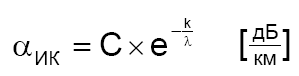 α_ИК = C × e^(-k/λ) [дБ/км]